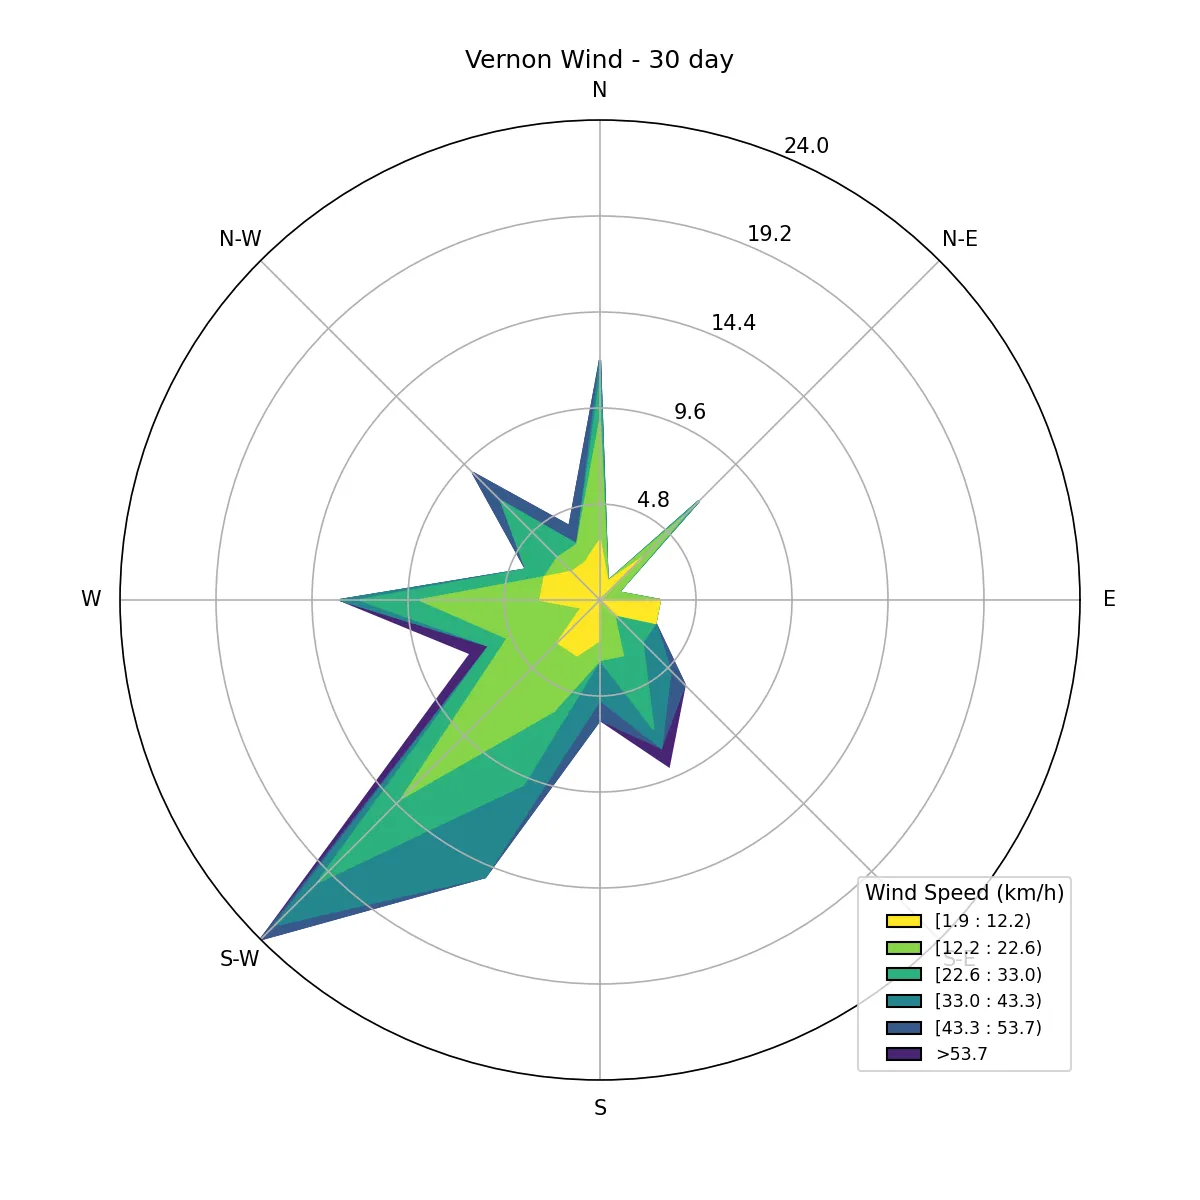 Vernon Wind - 30 day
N
24.0
N-W
N-E
19.2
14.4
9.6
4.8
W
E
S-W
S-E
S
Wind Speed (km/h)
[1.9 : 12.2)
[12.2 : 22.6)
[22.6 : 33.0)
[33.0 : 43.3)
[43.3 : 53.7)
>53.7